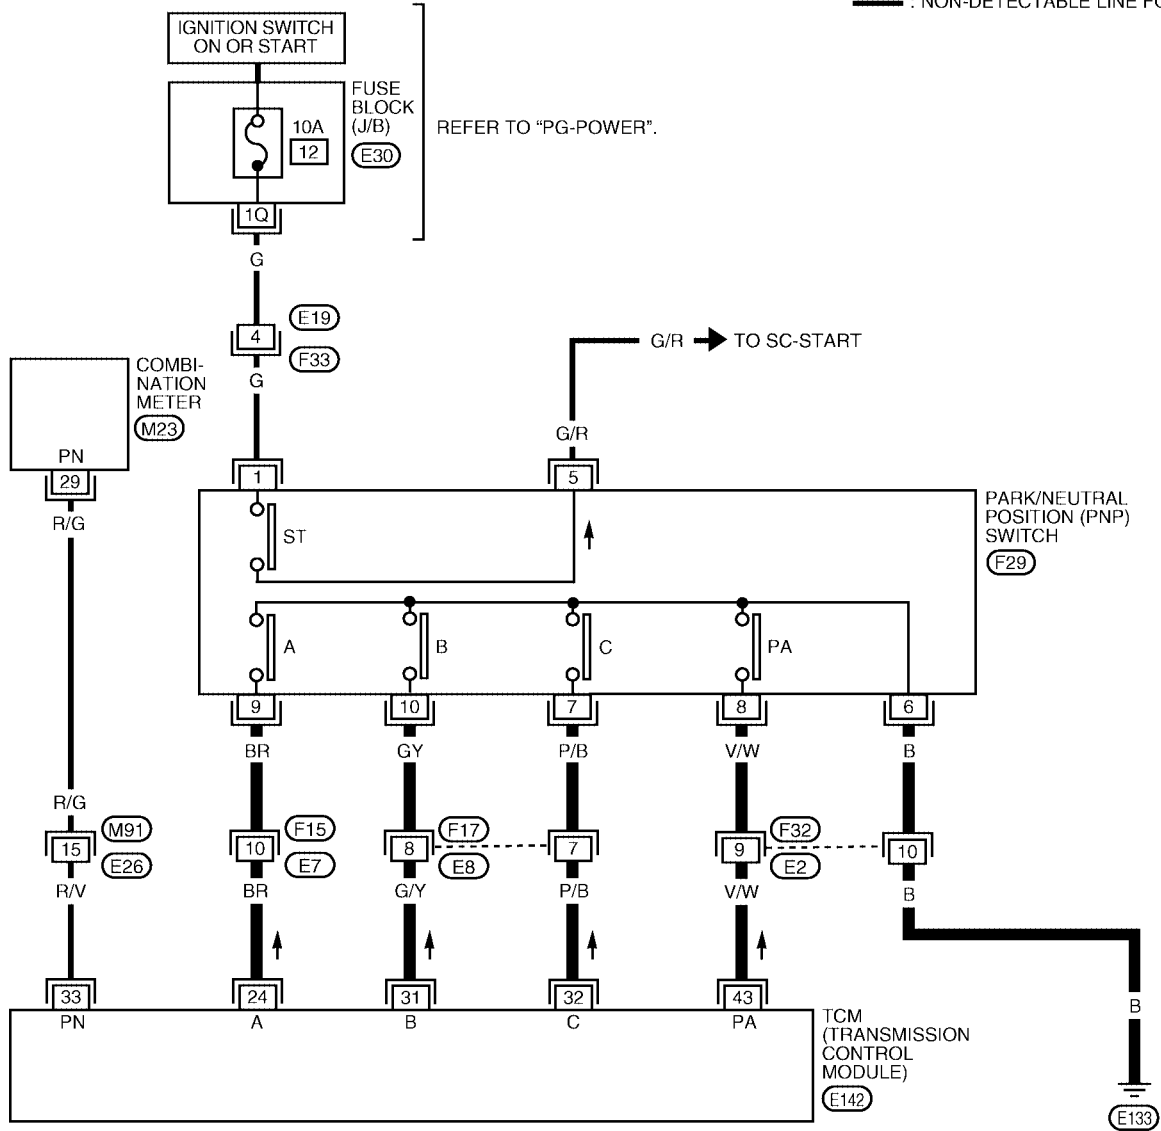 : NON-DETECTABLE LINE FO
IGNITION SWITCH
ON OR START
FUSE
BLOCK
(J/B)
E30
10A
12
REFER TO “PG-POWER”.
1Q
G
4
E19
F33
G
G/R
TO SC-START
G/R
COMBI-
NATION
METER
M23
PN
29
R/G
1
5
ST
PARK/NEUTRAL
POSITION (PNP)
SWITCH
F29
A
B
C
PA
9
10
7
8
6
BR
GY
P/B
V/W
B
R/G
15
M91
E26
10
F15
E7
8
F17
E8
7
9
F32
E2
10
R/V
BR
G/Y
P/B
V/W
B
33
24
31
32
43
PN
A
B
C
PA
TCM
(TRANSMISSION
CONTROL
MODULE)
E142
B
E133